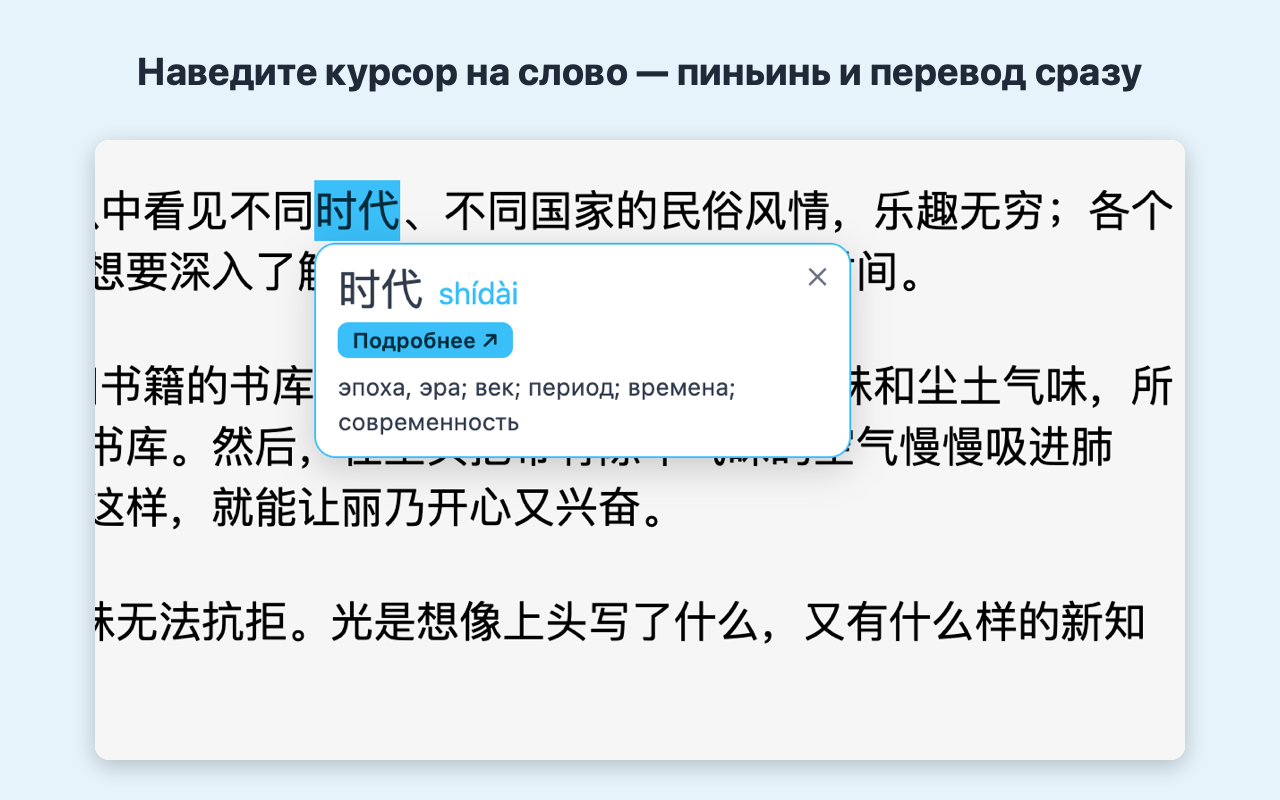 Наведите курсор на слово — пиньинь и перевод сразу
中看见不同时代、不同国家的民俗风情，乐趣无穷；各个
想要深入了
间。
时代 shídài
Подробнее ↗
эпоха, эра; век; период; времена;
современность
书籍的书库
味和尘土气味，所
书库。然后，
气慢慢吸进肺
这样，就能让丽乃开心又兴奋。
无法抗拒。光是想像上头写了什么，又有什么样的新知